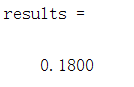 results =
0.1800